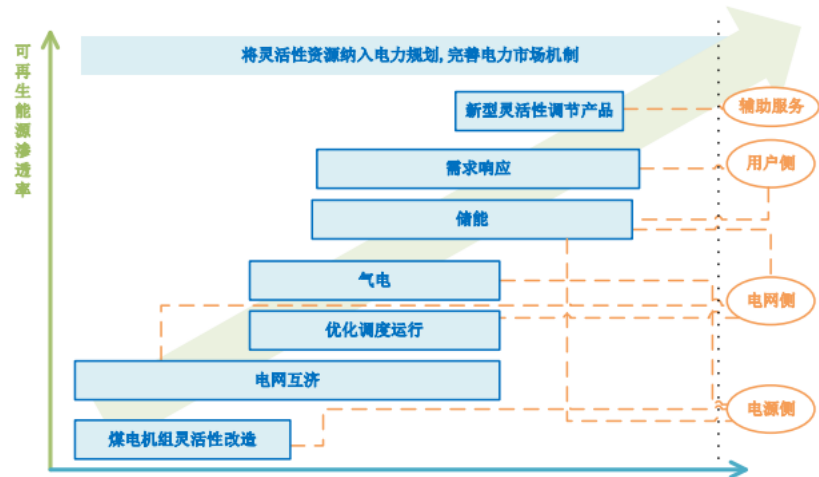 可再生能源渗透率
将灵活性资源纳入电力规划, 完善电力市场机制
新型灵活性调节产品
辅助服务
需求响应
用户侧
储能
气电
电网侧
优化调度运行
电网互济
电源侧
煤电机组灵活性改造